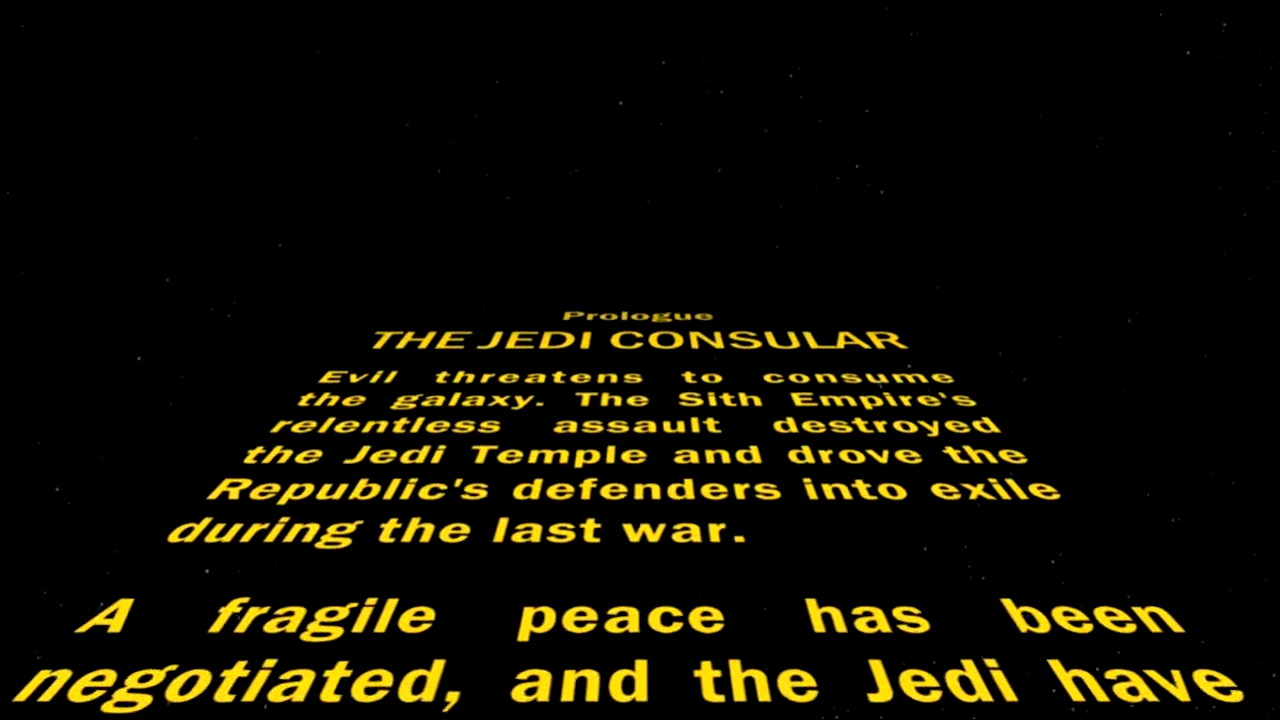 Prologue
THE JEDI CONSULAR
Evil threatens to consume
the galaxy. The Sith Empire's
relentless assault destroyed
the Jedi Temple and drove the
Republic's defenders into exile
during the last war.
A fragile peace has been
negotiated, and the Jedi have